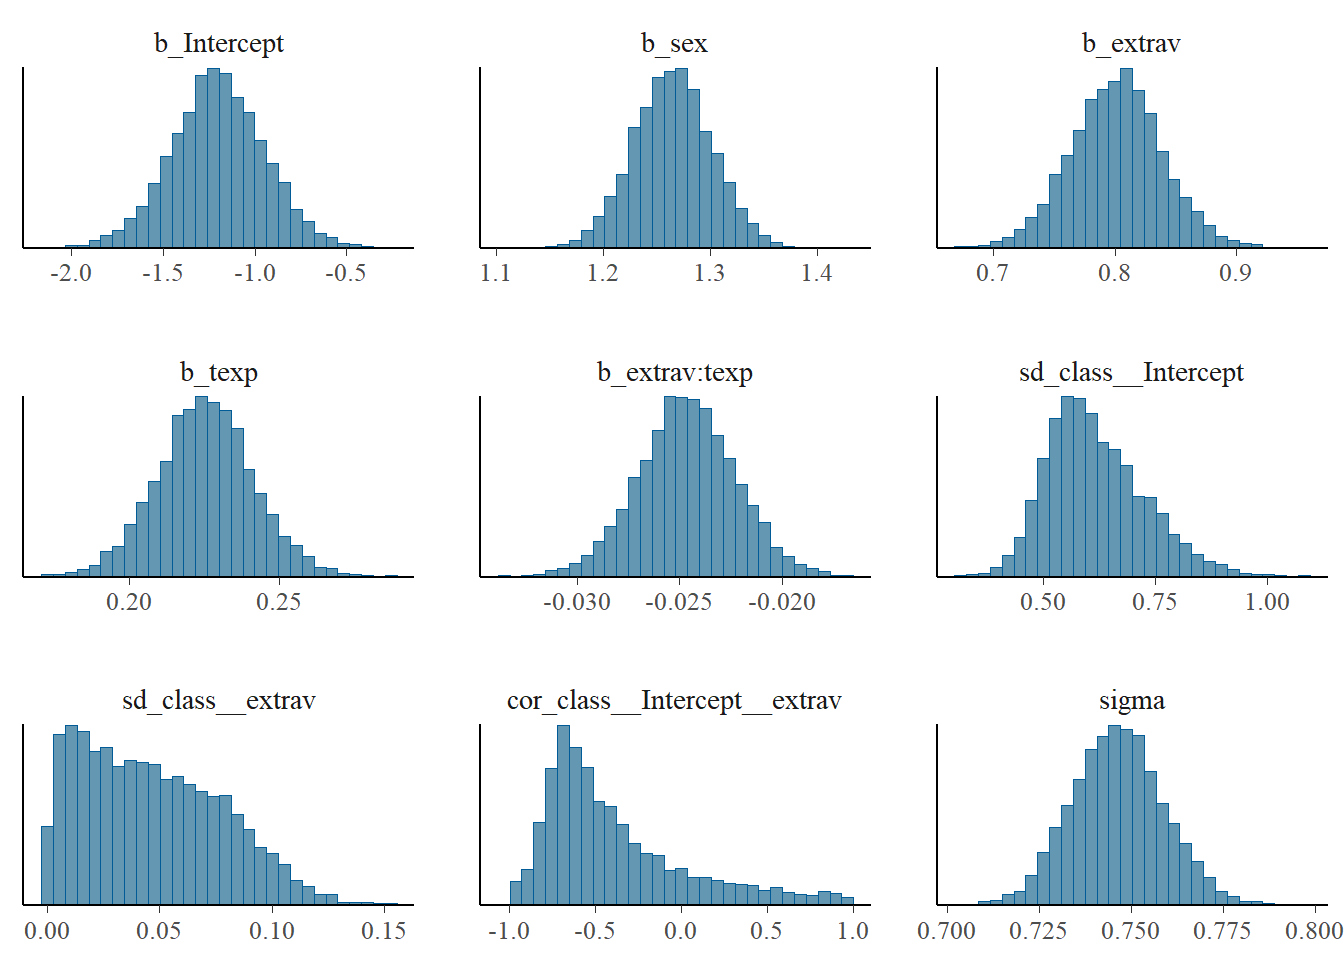 b_Intercept b_sex b_extrav
-2.0 -1.5 -1.0 -0.5 1.1 1.2 1.3 1.4 0.7 0.8 0.9
b_texp b_extrav:texp sd_class__Intercept
0.20 0.25 -0.030 -0.025 -0.020 0.50 0.75 1.00
sd_class__extrav cor_class__Intercept__extrav sigma
0.00 0.05 0.10 0.15 -1.0 -0.5 0.0 0.5 1.0 0.700 0.725 0.750 0.775 0.800